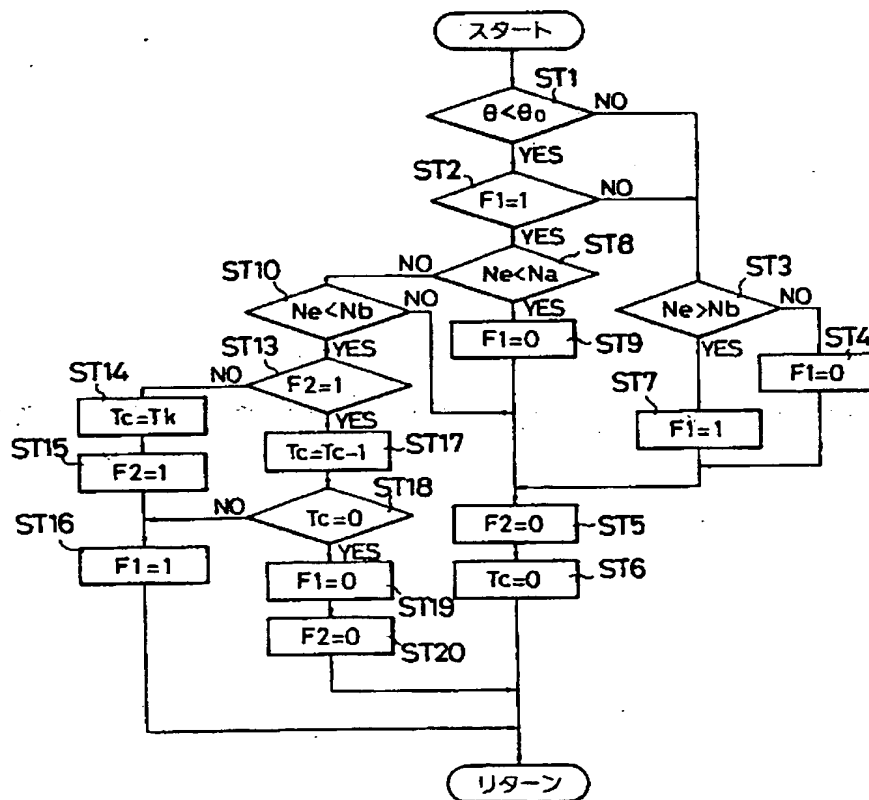 スタート
ST1
θ<θ0
NO
YES
ST2
F1=1
NO
YES
ST8
Ne<Na
NO
YES
ST10
Ne<Nb
NO
YES
ST3
Ne>Nb
NO
YES
F1=0
ST9
ST4
F1=0
ST13
F2=1
NO
YES
ST14
Tc=Tk
ST7
F1=1
Tc=Tc-1
ST17
ST15
F2=1
ST18
Tc=0
NO
YES
F2=0
ST5
ST16
F1=1
F1=0
ST19
Tc=0
ST6
F2=0
ST20
リターン